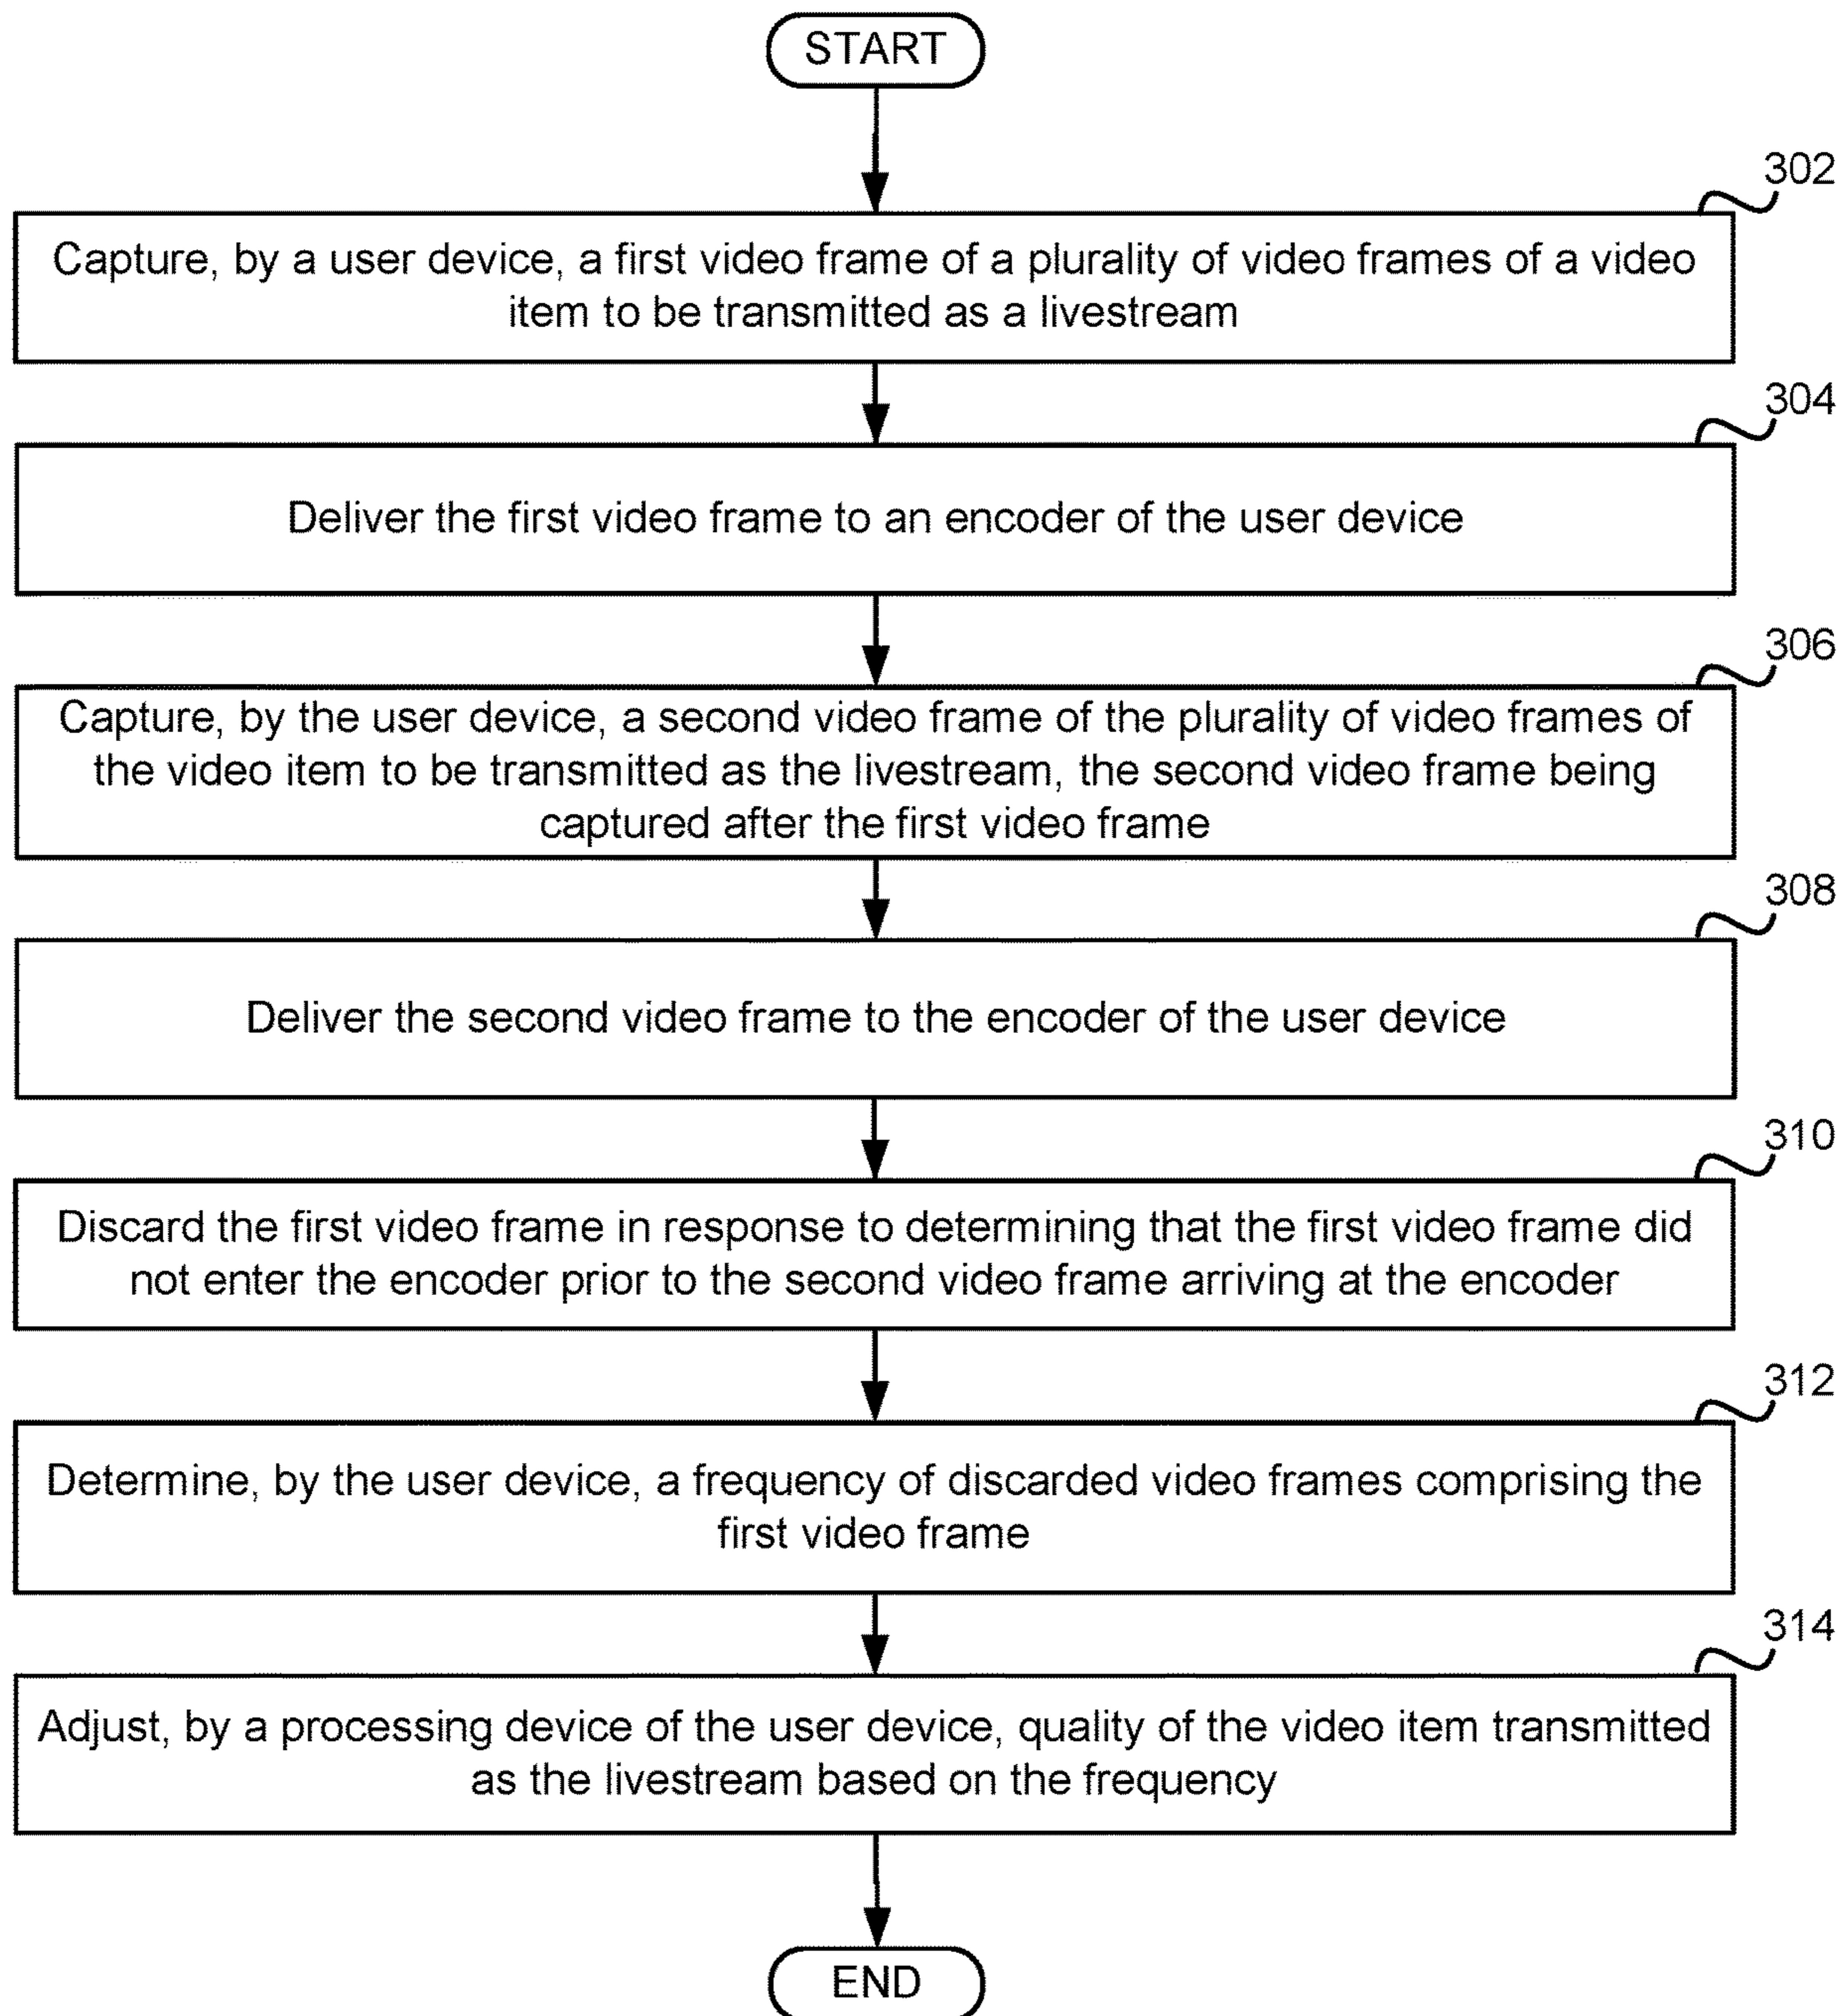 START
302
Capture, by a user device, a first video frame of a plurality of video frames of a video
item to be transmitted as a livestream
304
Deliver the first video frame to an encoder of the user device
306
Capture, by the user device, a second video frame of the plurality of video frames of
the video item to be transmitted as the livestream, the second video frame being
captured after the first video frame
308
Deliver the second video frame to the encoder of the user device
310
Discard the first video frame in response to determining that the first video frame did
not enter the encoder prior to the second video frame arriving at the encoder
312
Determine, by the user device, a frequency of discarded video frames comprising the
first video frame
314
Adjust, by a processing device of the user device, quality of the video item transmitted
as the livestream based on the frequency
END